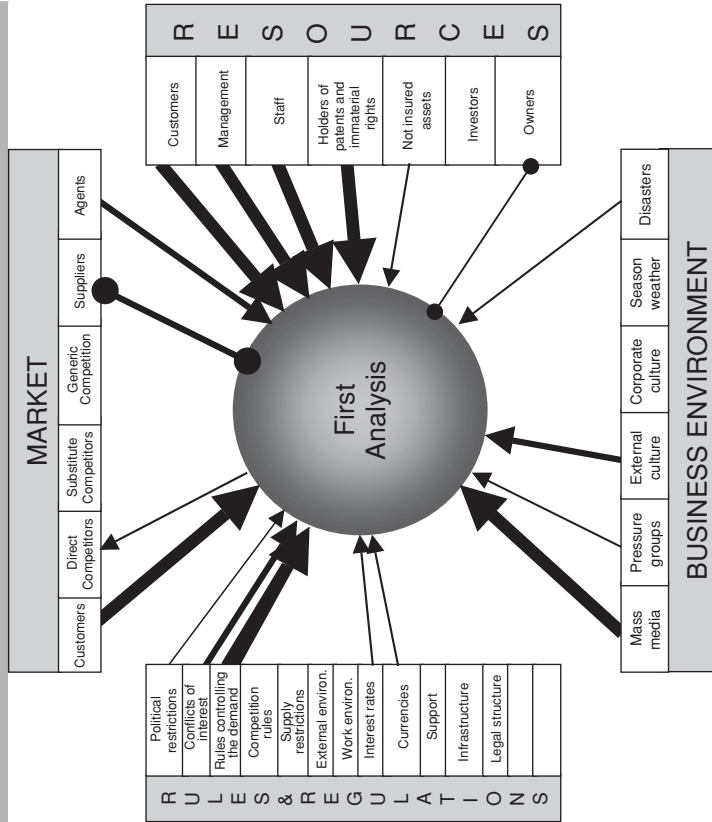 MARKET
Customers
Direct
Competitors
Substitute
Competitors
Generic
Competition
Suppliers
Agents
RESOURCES
Customers
Management
Staff
Holders of
patents and
immaterial
rights
Not insured
assets
Investors
Owners
First
Analysis
RULES & REGULATIONS
Political
restrictions
Conflicts of
interest
Rules controlling
the demand
Competition
rules
Supply
restrictions
External environ.
Work environ.
Interest rates
Currencies
Support
Infrastructure
Legal structure
Mass
media
Pressure
groups
External
culture
Corporate
culture
Season
weather
Disasters
BUSINESS ENVIRONMENT